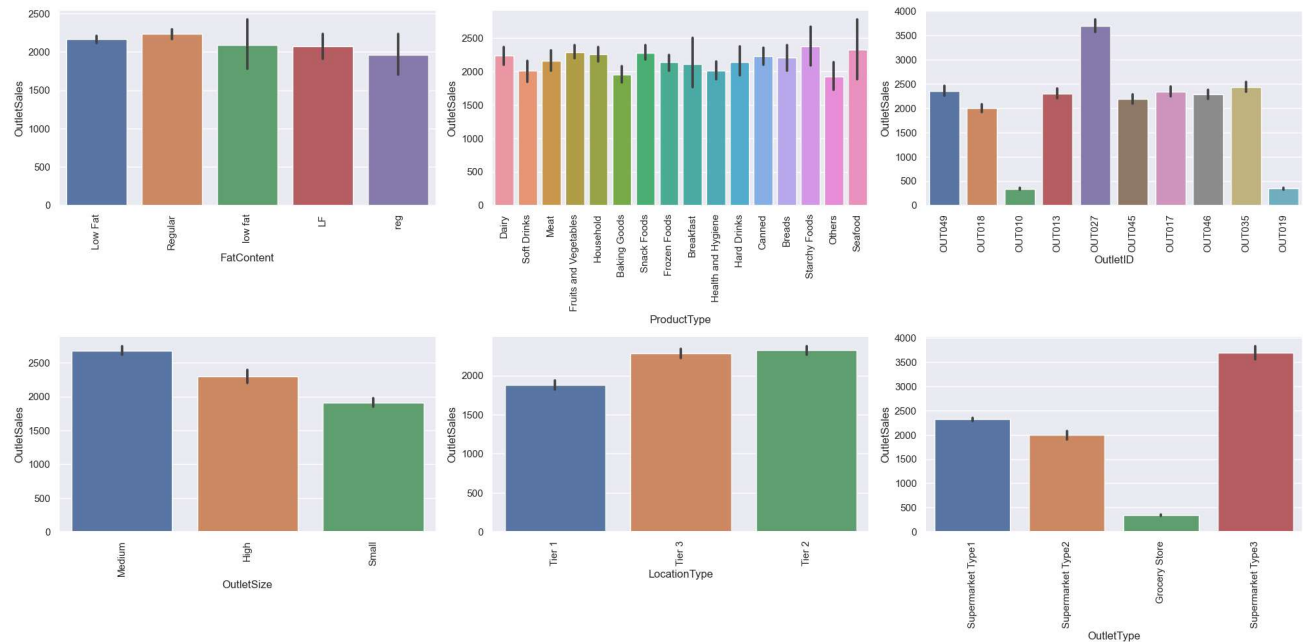 2500
2000
1500
1000
500
0
OutletSales
Low Fat
Regular
low fat
LF
reg
FatContent
2500
2000
1500
1000
500
0
OutletSales
Dairy
Soft Drinks
Meat
Fruits and Vegetables
Household
Baking Goods
Snack Foods
Frozen Foods
Breakfast
Health and Hygiene
Hard Drinks
Canned
Breads
Starchy Foods
Others
Seafood
ProductType
4000
3500
3000
2500
2000
1500
1000
500
0
OutletSales
OUT049
OUT018
OUT010
OUT013
OUT027
OUT045
OUT017
OUT046
OUT035
OUT019
OutletID
2500
2000
1500
1000
500
0
OutletSales
Medium
High
Small
OutletSize
2000
1500
1000
500
0
OutletSales
Tier 1
Tier 3
Tier 2
LocationType
4000
3500
3000
2500
2000
1500
1000
500
0
OutletSales
Supermarket Type1
Supermarket Type2
Grocery Store
Supermarket Type3
OutletType